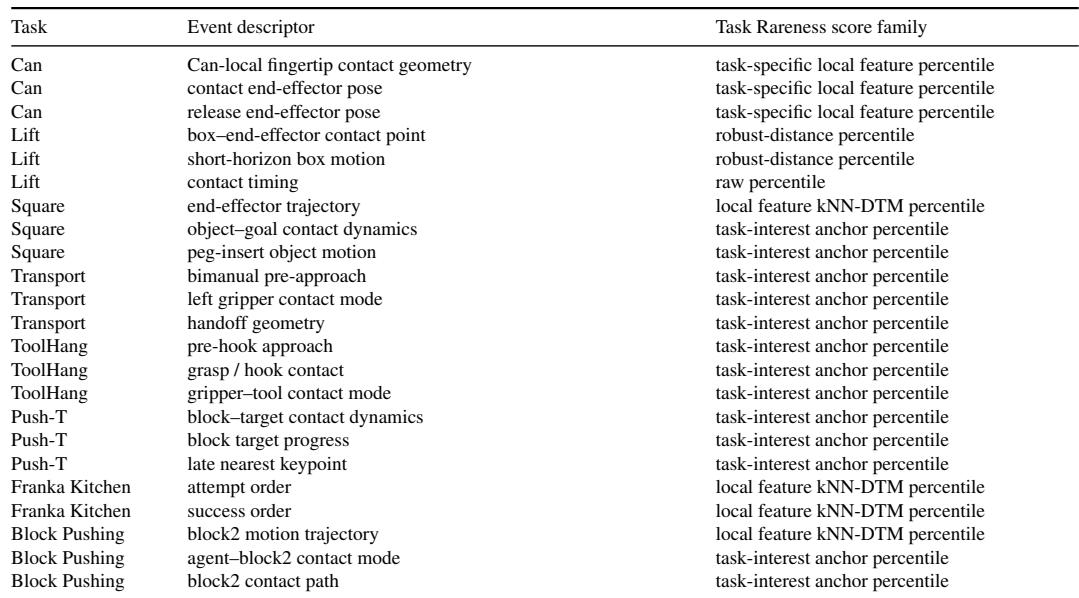 Task Event descriptor Task Rareness score family
Can Can-local fingertip contact geometry task-specific local feature percentile
Can contact end-effector pose task-specific local feature percentile
Can release end-effector pose task-specific local feature percentile
Lift box–end-effector contact point robust-distance percentile
Lift short-horizon box motion robust-distance percentile
Lift contact timing raw percentile
Square end-effector trajectory local feature kNN-DTM percentile
Square object–goal contact dynamics task-interest anchor percentile
Square peg-insert object motion task-interest anchor percentile
Transport bimanual pre-approach task-interest anchor percentile
Transport left gripper contact mode task-interest anchor percentile
Transport handoff geometry task-interest anchor percentile
ToolHang pre-hook approach task-interest anchor percentile
ToolHang grasp / hook contact task-interest anchor percentile
ToolHang gripper–tool contact mode task-interest anchor percentile
Push-T block–target contact dynamics task-interest anchor percentile
Push-T block target progress task-interest anchor percentile
Push-T late nearest keypoint task-interest anchor percentile
Franka Kitchen attempt order local feature kNN-DTM percentile
Franka Kitchen success order local feature kNN-DTM percentile
Block Pushing block2 motion trajectory local feature kNN-DTM percentile
Block Pushing agent–block2 contact mode task-interest anchor percentile
Block Pushing block2 contact path task-interest anchor percentile